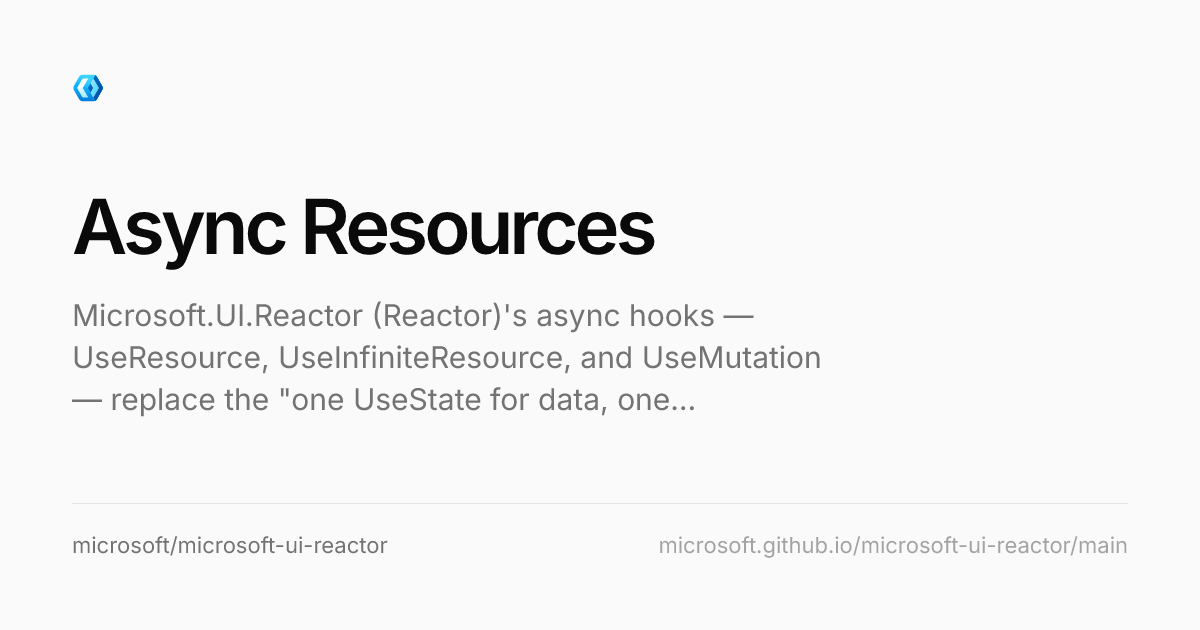 Async Resources
Microsoft.UI.Reactor (Reactor)'s async hooks —
UseResource, UseInfiniteResource, and UseMutation
— replace the "one UseState for data, one...
microsoft/microsoft-ui-reactor
microsoft.github.io/microsoft-ui-reactor/main